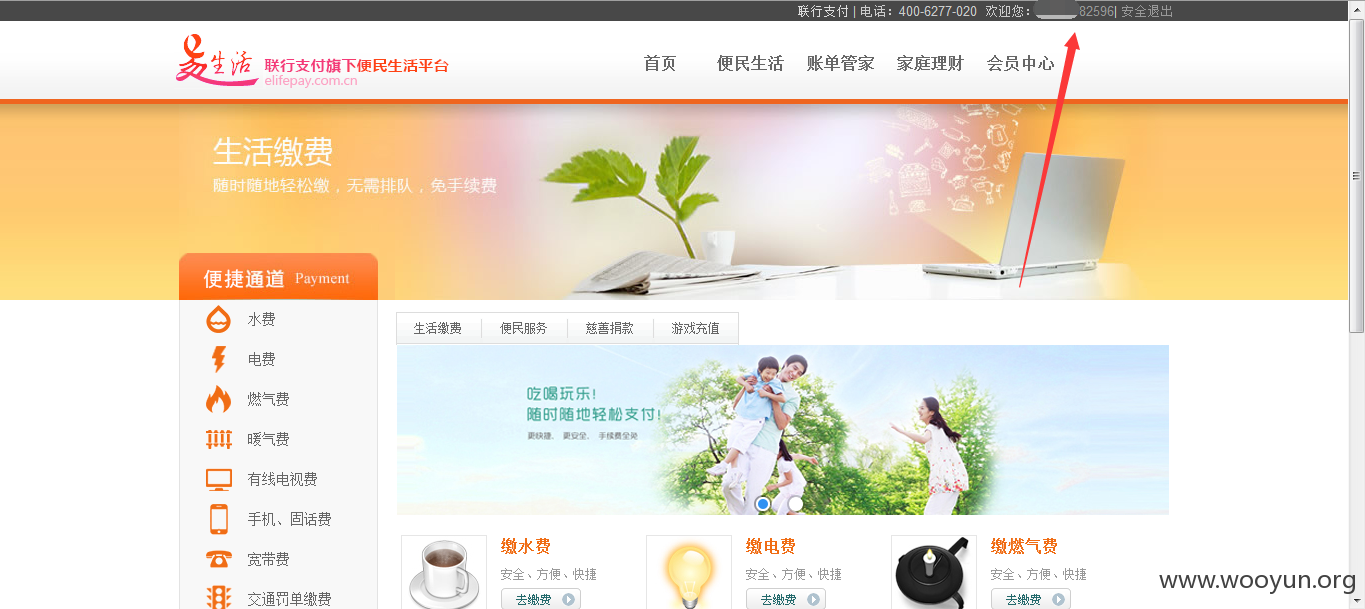 联行支付 | 电话：400-6277-020 欢迎您：82596| 安全退出
易生活 联行支付旗下便民生活平台
elifepay.com.cn
首页 便民生活 账单管家 家庭理财 会员中心
生活缴费
随时随地轻松缴，无需排队，免手续费
便捷通道 Payment
水费
电费
燃气费
暖气费
有线电视费
手机、固话费
宽带费
交通罚单缴费
生活缴费 便民服务 慈善捐款 游戏充值
吃喝玩乐!
随时随地轻松支付!
更快捷、 更安全、 手续费全免
缴水费
安全、方便、快捷
去缴费
缴电费
安全、方便、快捷
去缴费
缴燃气费
安全、方便、快捷
去缴费
www.wooyun.org